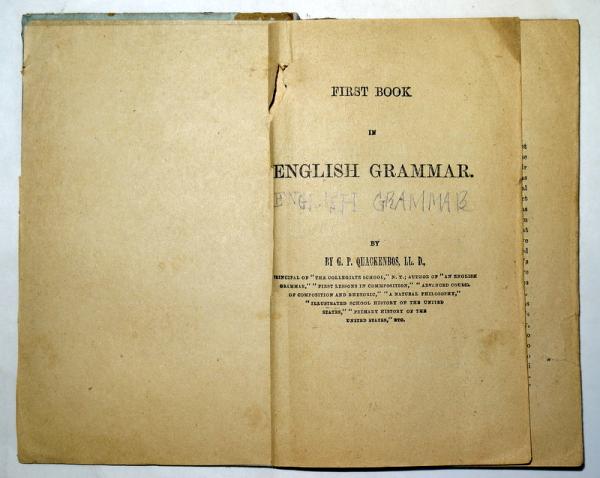 FIRST BOOK
IN
ENGLISH GRAMMAR.
ENGLISH GRAMMAR
BY
BY G. P. QUACKENBOS, LL. D.,
PRINCIPAL OF "THE COLLEGIATE SCHOOL," N. Y.; AUTHOR OF "AN ENGLISH
GRAMMAR," "FIRST LESSONS IN COMMPOSITION," "ADVANCED COURSE
OF COMPOSITION AND RHETORIC," "A NATURAL PHILOSOPHY,"
"ILLUSTRATED SCHOOL HISTORY OF THE UNITED
STATES," "PRIMARY HISTORY OF THE
UNITED STATES," ETC.